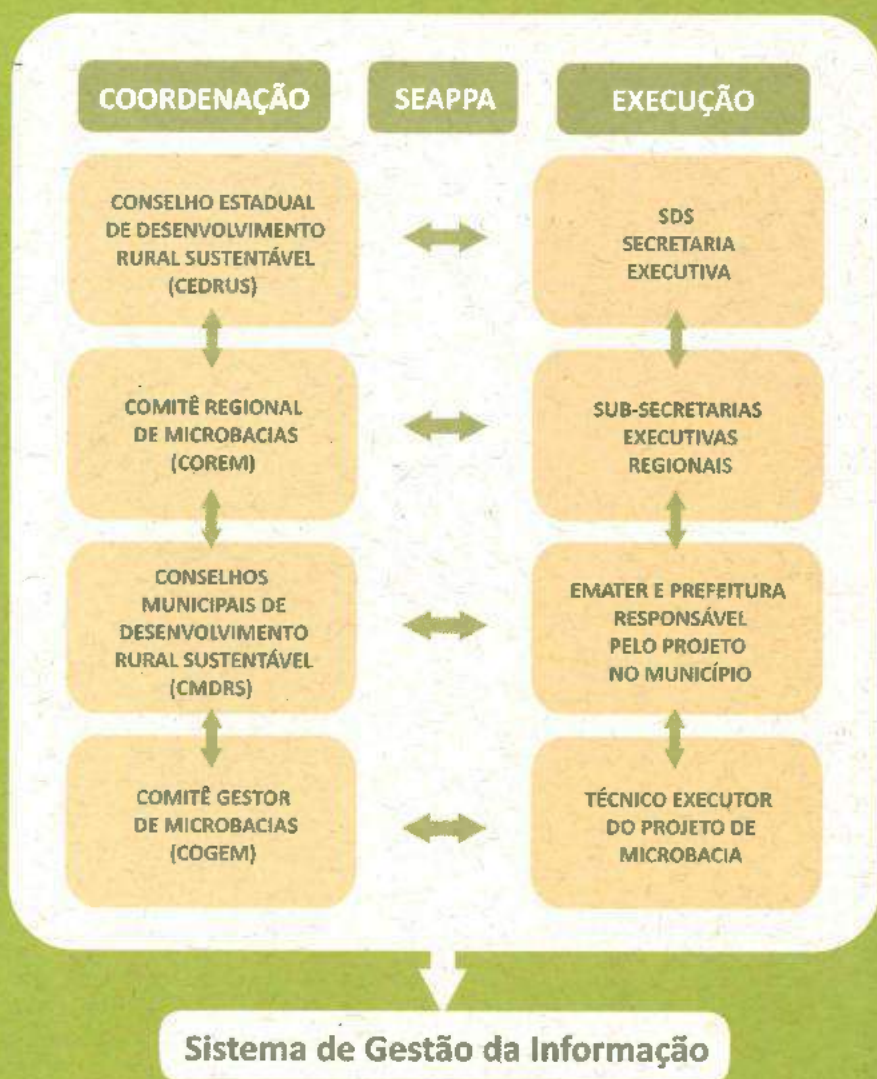 COORDENAÇÃO
SEAPPA
EXECUÇÃO
CONSELHO ESTADUAL
DE DESENVOLVIMENTO
RURAL SUSTENTÁVEL
(CEDRUS)
SDS
SECRETARIA
EXECUTIVA
COMITÊ REGIONAL
DE MICROBACIAS
(COREM)
SUB-SECRETARIAS
EXECUTIVAS
REGIONAIS
CONSELHOS
MUNICIPAIS DE
DESENVOLVIMENTO
RURAL SUSTENTÁVEL
(CMDRS)
EMATER E PREFEITURA
RESPONSÁVEL
PELO PROJETO
NO MUNICÍPIO
COMITÊ GESTOR
DE MICROBACIAS
(COGEM)
TÉCNICO EXECUTOR
DO PROJETO DE
MICROBACIA
Sistema de Gestão da Informação